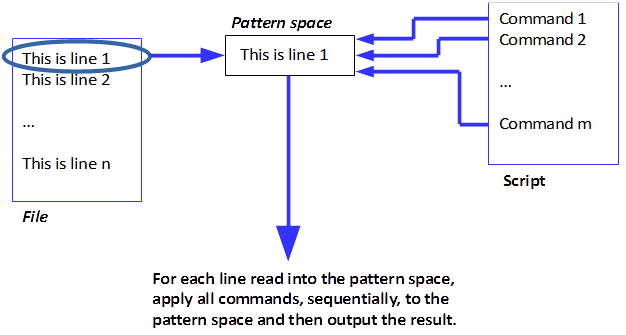 Pattern space
This is line 1
This is line 1
This is line 2
...
This is line n
File
Command 1
Command 2
...
Command m
Script
For each line read into the pattern space,
apply all commands, sequentially, to the
pattern space and then output the result.